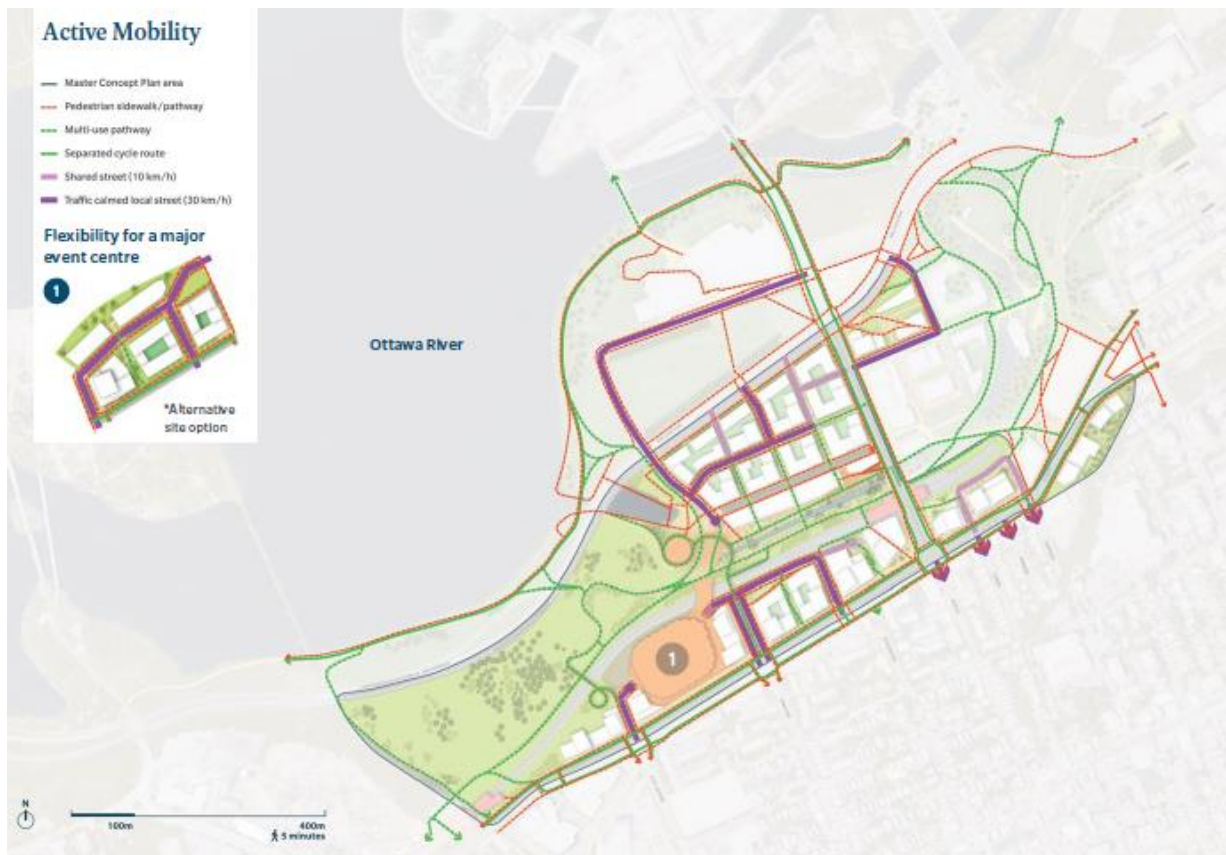 Active Mobility
Master Concept Plan area
Pedestrian sidewalk/pathway
Multi-use pathway
Separated cycle route
Shared street (10 km/h)
Traffic calmed local street (30 km/h)
Flexibility for a major
event centre
1
*Alternative
site option
Ottawa River
1
N
100m
400m
5 minutes